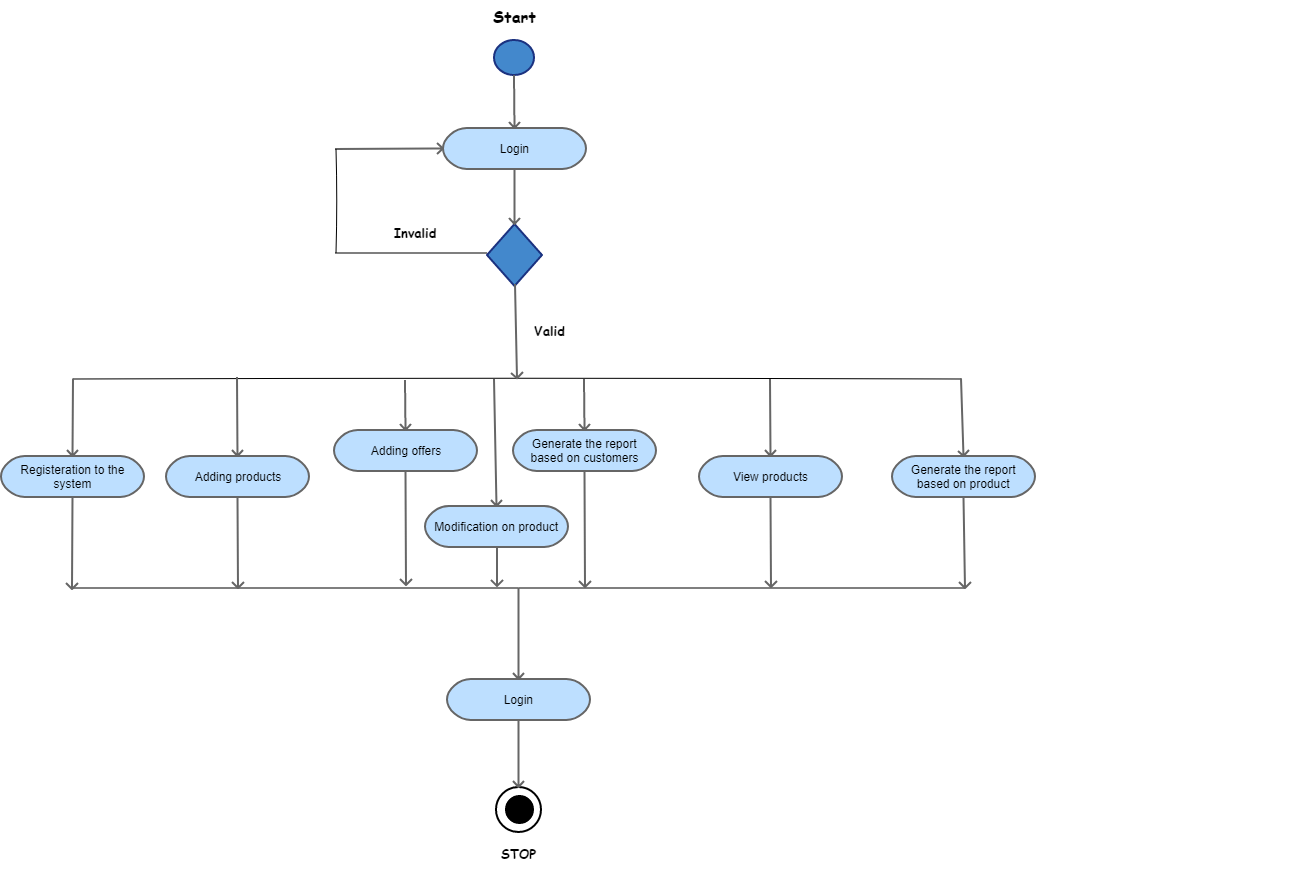 Start
Login
Invalid
Valid
Registeration to the
system
Adding products
Adding offers
Modification on product
Generate the report
based on customers
View products
Generate the report
based on product
Login
STOP